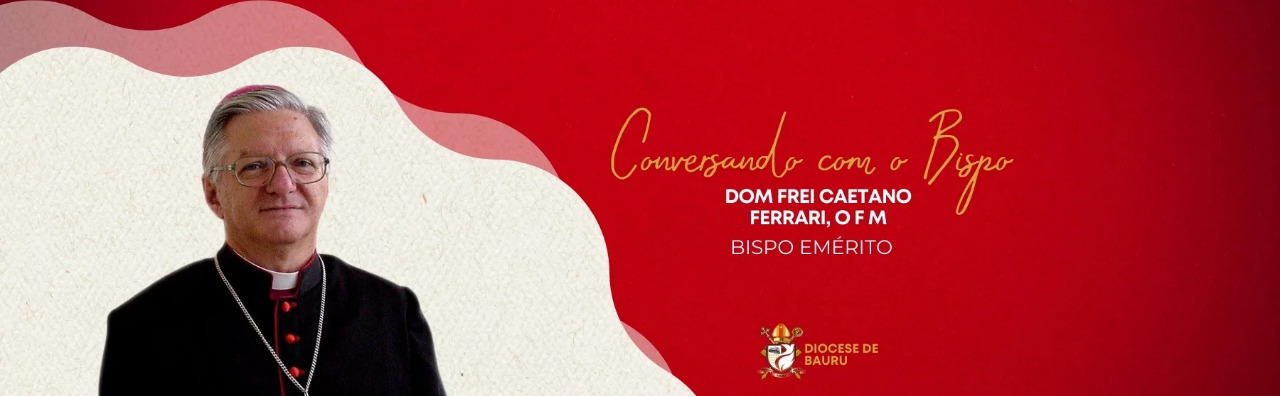 Conversando com o Bispo
DOM FREI CAETANO
FERRARI, O F M
BISPO EMÉRITO
DIOCESE DE
BAURU